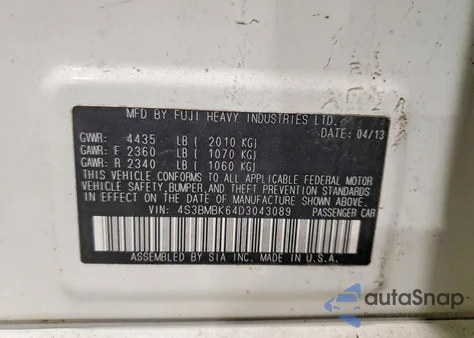 MFD BY FUJI HEAVY INDUSTRIES LTD.
DATE: 04/13
GVWR: 4435 LB ( 2010 KG)
GAWR: F 2360 LB ( 1070 KG)
GAWR: R 2340 LB ( 1060 KG)
THIS VEHICLE CONFORMS TO ALL APPLICABLE FEDERAL MOTOR
VEHICLE SAFETY, BUMPER, AND THEFT PREVENTION STANDARDS
IN EFFECT ON THE DATE OF MANUFACTURE SHOWN ABOVE.
VIN: 4S3BMBK64D3043089 PASSENGER CAR
ASSEMBLED BY SIA INC. MADE IN U.S.A.
autoSnap